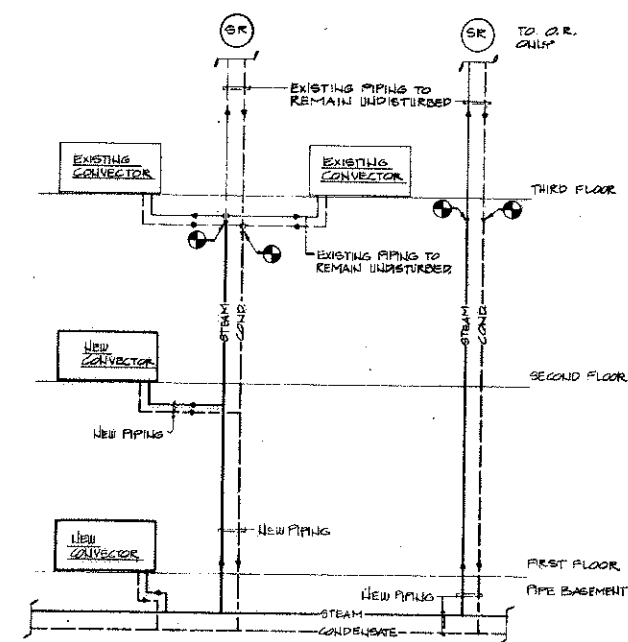 SR
SR
TO O.R.
ONLY
EXISTING PIPING TO
REMAIN UNDISTURBED
EXISTING
CONVECTOR
EXISTING
CONVECTOR
THIRD FLOOR
EXISTING PIPING TO
REMAIN UNDISTURBED
STEAM
COND.
STEAM
COND.
NEW
CONVECTOR
SECOND FLOOR
NEW PIPING
NEW PIPING
NEW
CONVECTOR
FIRST FLOOR
NEW PIPING
PIPE BASEMENT
STEAM
CONDENSATE